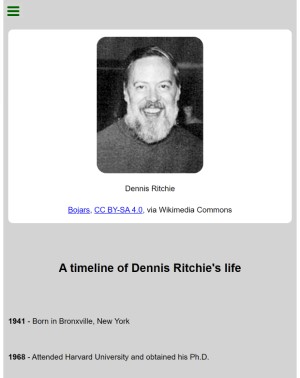 Dennis Ritchie
Bojars, CC BY-SA 4.0, via Wikimedia Commons
A timeline of Dennis Ritchie's life
1941 - Born in Bronxville, New York
1968 - Attended Harvard University and obtained his Ph.D.